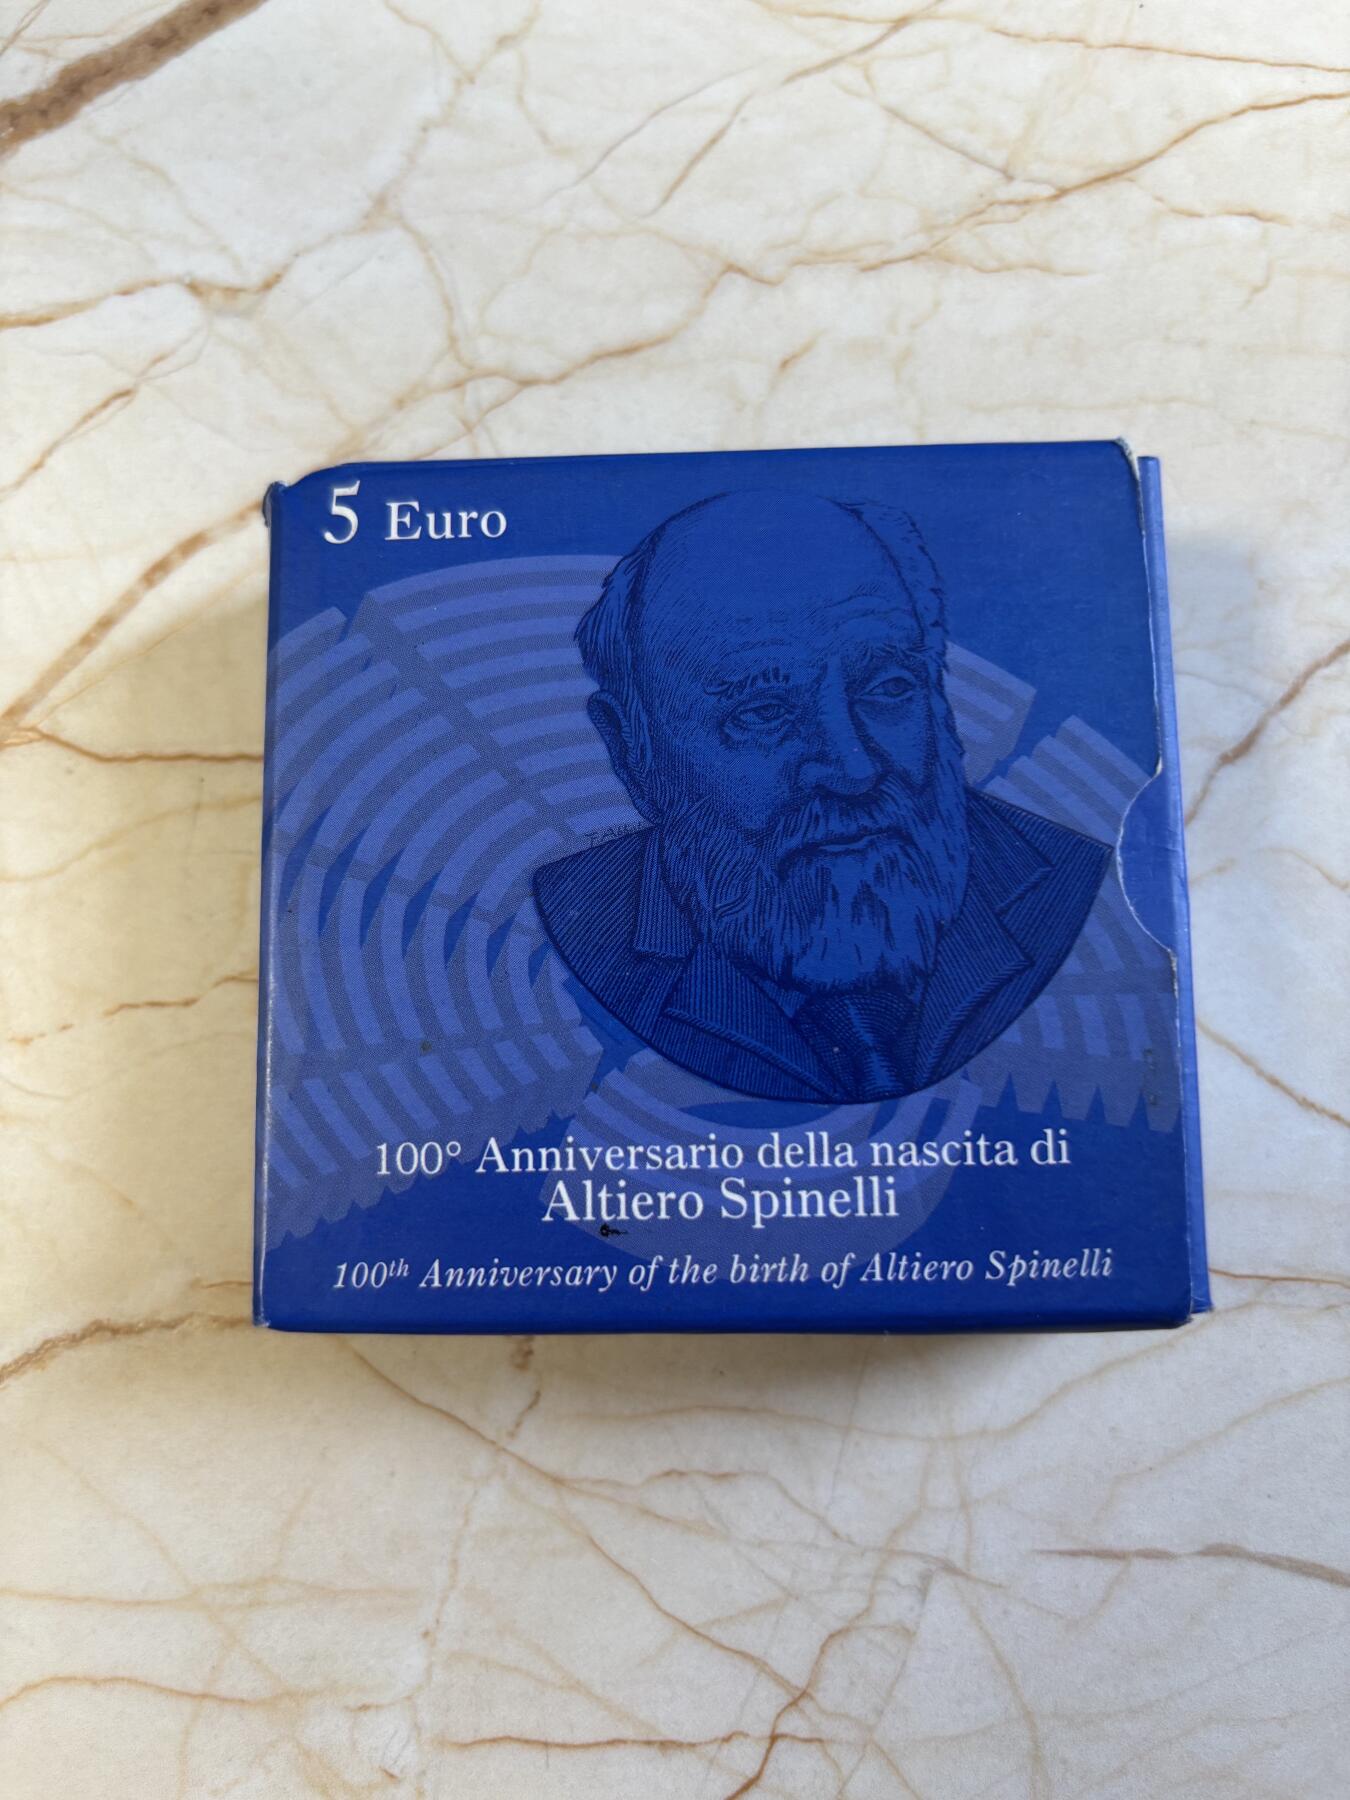 5 Euro
100° Anniversario della nascita di
Altiero Spinelli
100th Anniversary of the birth of Altiero Spinelli